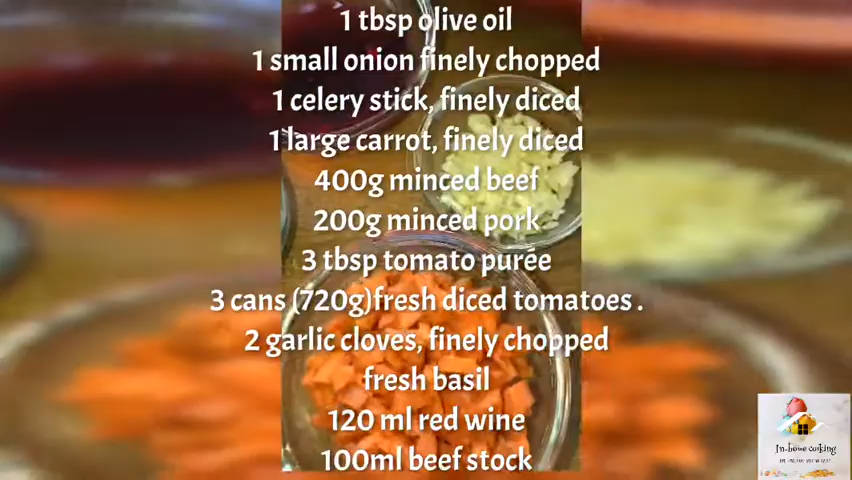 1 tbsp olive oil
1 small onion finely chopped
1 celery stick, finely diced
1 large carrot, finely diced
400g minced beef
200g minced pork
3 tbsp tomato purée
3 cans (720g)fresh diced tomatoes .
2 garlic cloves, finely chopped
fresh basil
120 ml red wine
100ml beef stock
In-home cooking